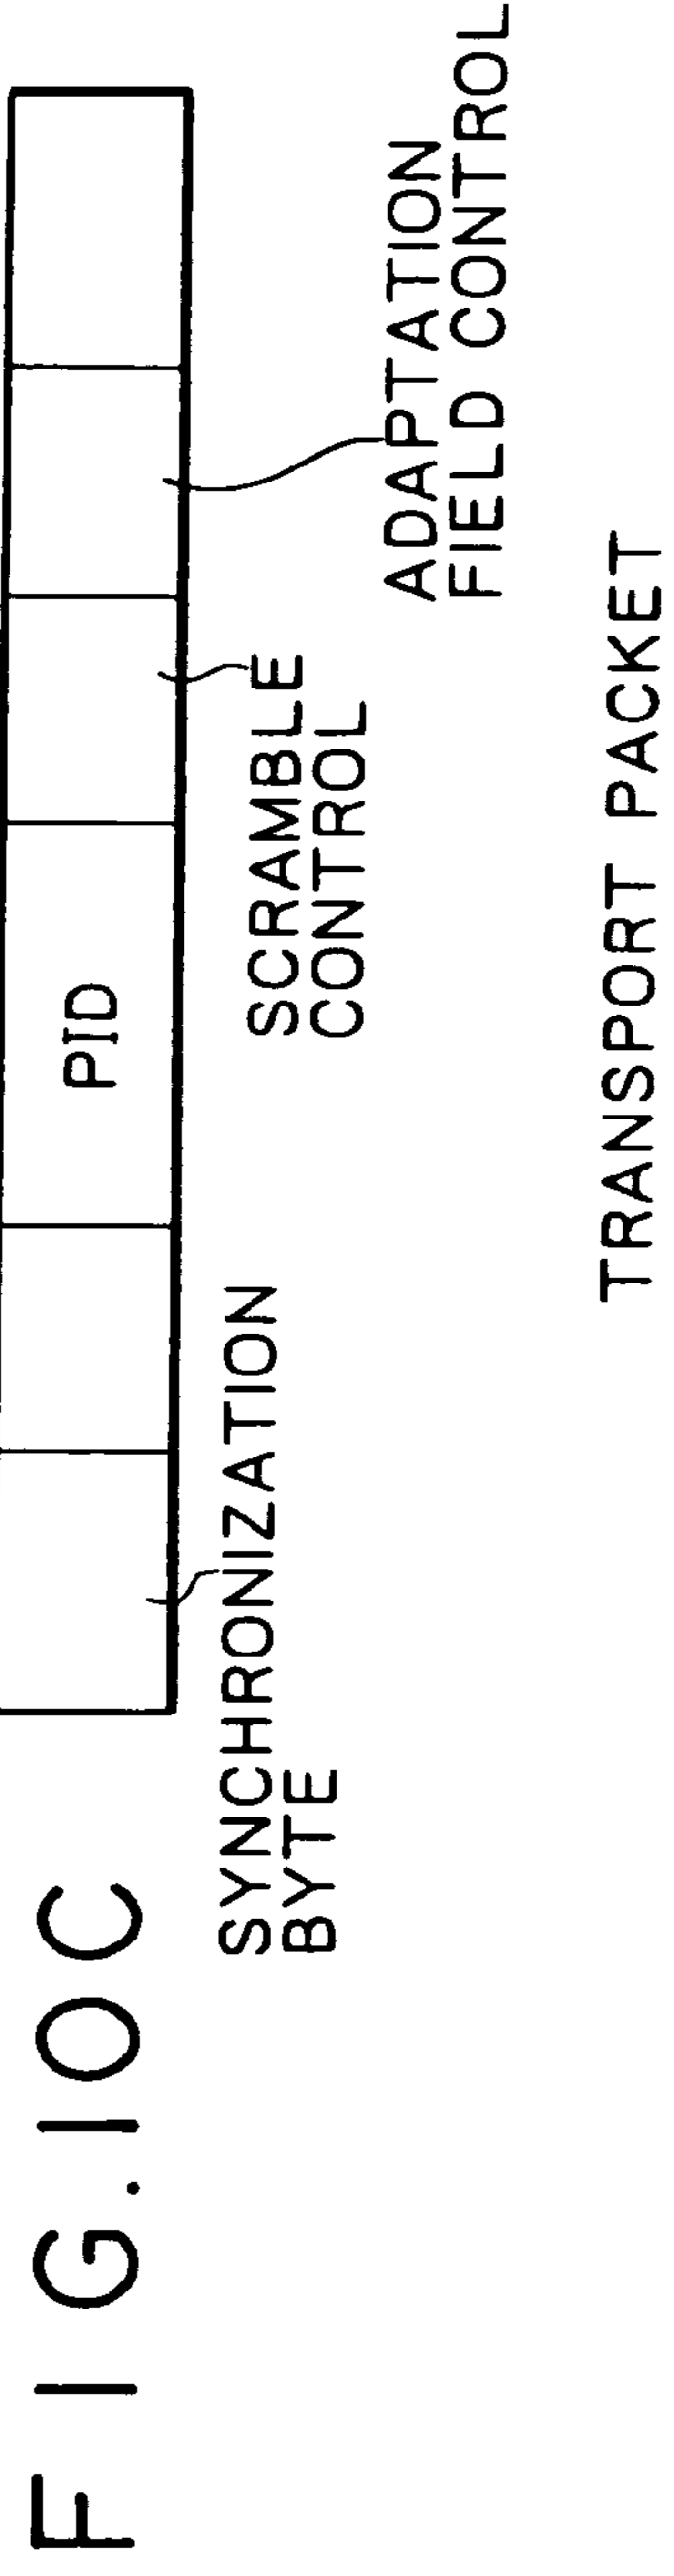 FIG.10C
PID
SYNCHRONIZATION
BYTE
SCRAMBLE
CONTROL
ADAPTATION
FIELD CONTROL
TRANSPORT PACKET